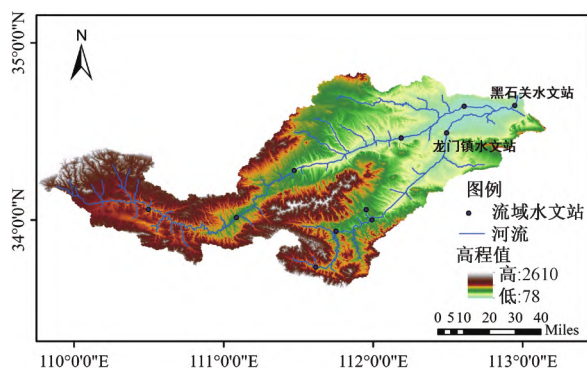 N
35°0'0"N
34°0'0"N
黑石关水文站
龙门镇水文站
图例
流域水文站
河流
高程值
高:2610
低:78
0 5 10 20 30 40
Miles
110°0'0"E
111°0'0"E
112°0'0"E
113°0'0"E